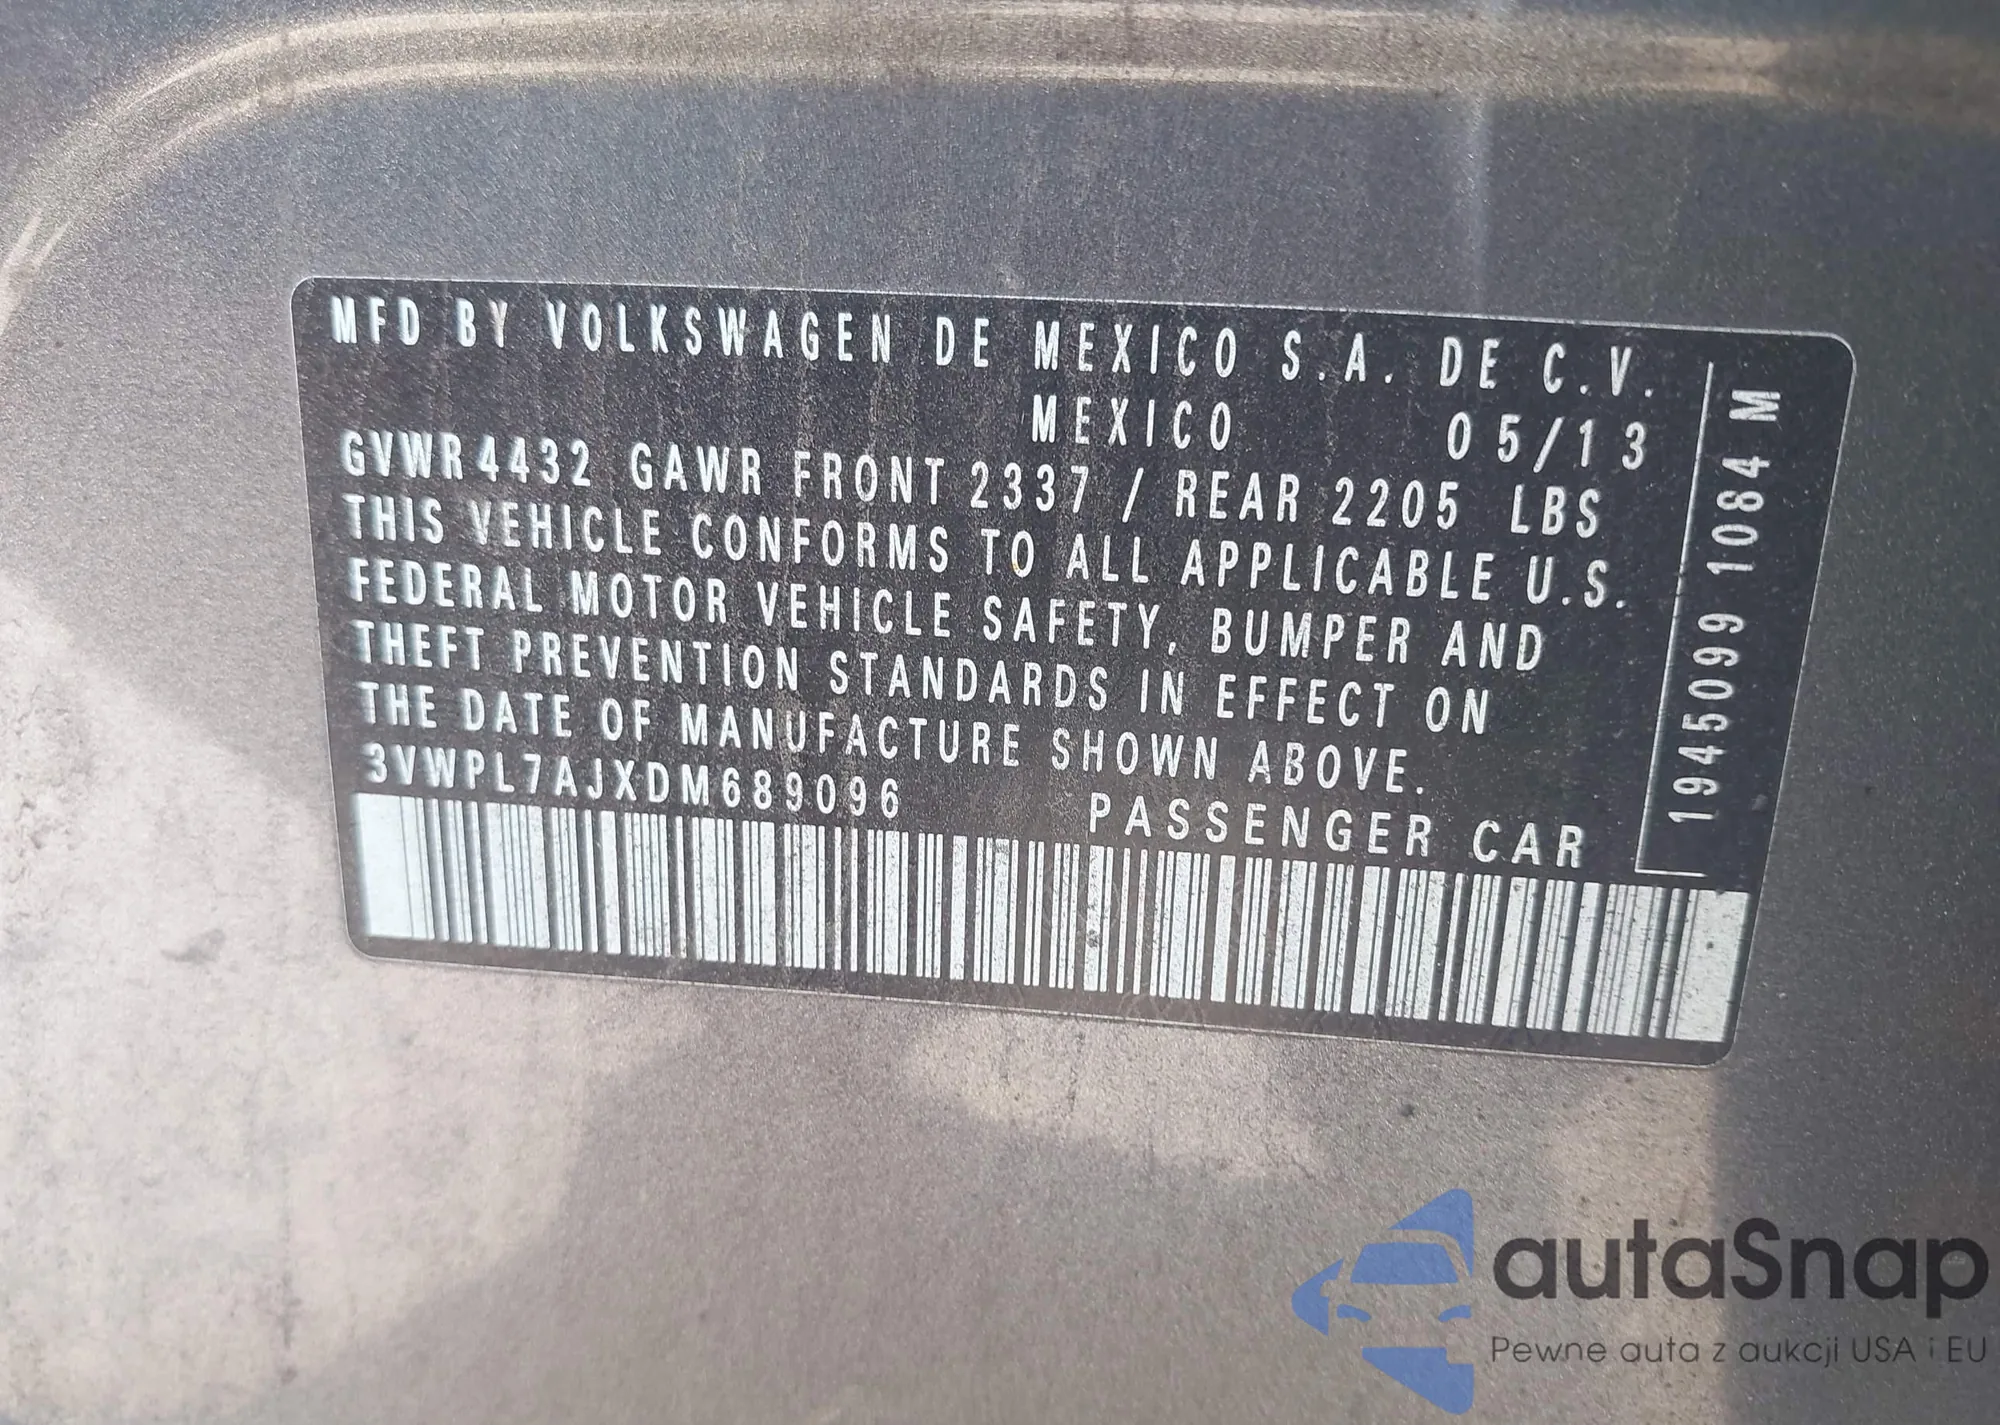 MFD BY VOLKSWAGEN DE MEXICO S.A. DE C.V.
MEXICO 05/13
GVWR 4432 GAWR FRONT 2337 / REAR 2205 LBS
THIS VEHICLE CONFORMS TO ALL APPLICABLE U.S.
FEDERAL MOTOR VEHICLE SAFETY, BUMPER AND
THEFT PREVENTION STANDARDS IN EFFECT ON
THE DATE OF MANUFACTURE SHOWN ABOVE.
3VWPL7AJXDM689096 PASSENGER CAR
1945099 1084 M
autaSnap
Pewne auta z aukcji USA i EU